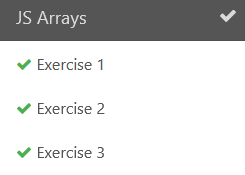 JS Arrays
Exercise 1
Exercise 2
Exercise 3